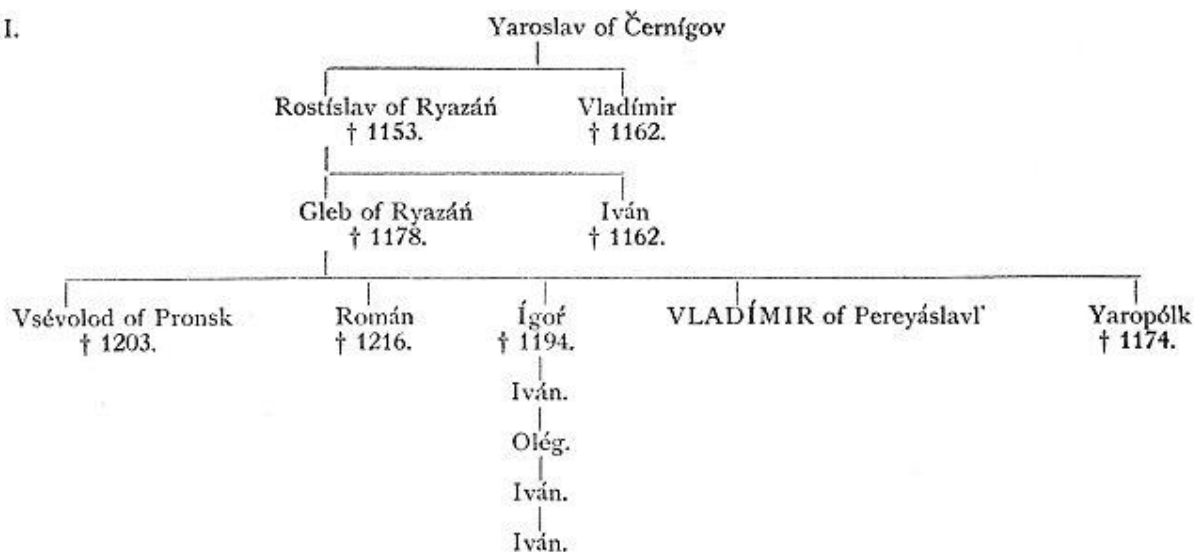 I.
Yaroslav of Černígov
Rostíslav of Ryazáń Vladímir
† 1153. † 1162.
Gleb of Ryazáń Iván
† 1178. † 1162.
Vsévolod of Pronsk Román Ígoŕ VLADÍMIR of Pereyáslavl' Yaropólk
† 1203. † 1216. † 1194. † 1174.
Iván.
Olég.
Iván.
Iván.